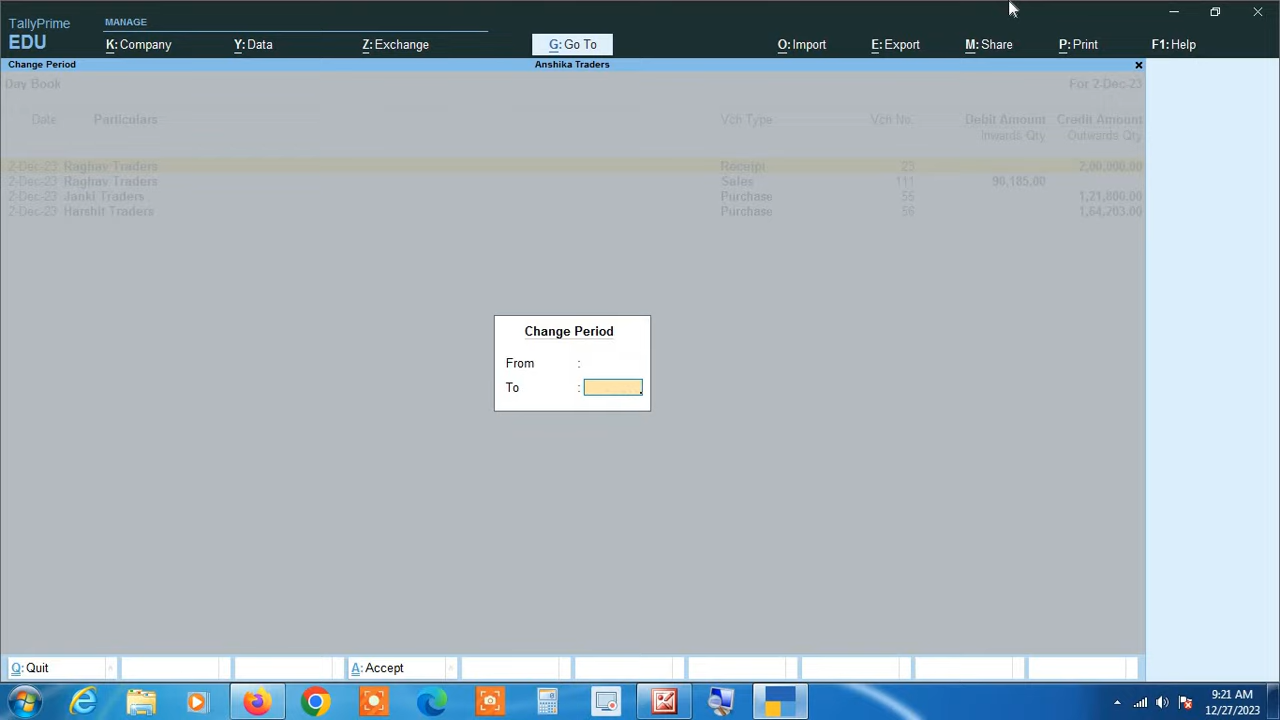 TallyPrime
EDU
MANAGE
K: Company
Y: Data
Z: Exchange
G: Go To
O: Import
E: Export
M: Share
P: Print
F1: Help
Change Period
Anshika Traders
Day Book
For 2-Dec-23
Date
Particulars
Vch Type
Vch No.
Debit Amount
Credit Amount
Inwards Qty
Outwards Qty
2-Dec-23 Raghav Traders Receipt 23 2,00,000.00
2-Dec-23 Raghav Traders Sales 111 90,185.00
2-Dec-23 Janki Traders Purchase 55 1,21,800.00
2-Dec-23 Harshit Traders Purchase 56 1,64,203.00
Change Period
From :
To :
Q: Quit
A: Accept
9:21 AM
12/27/2023